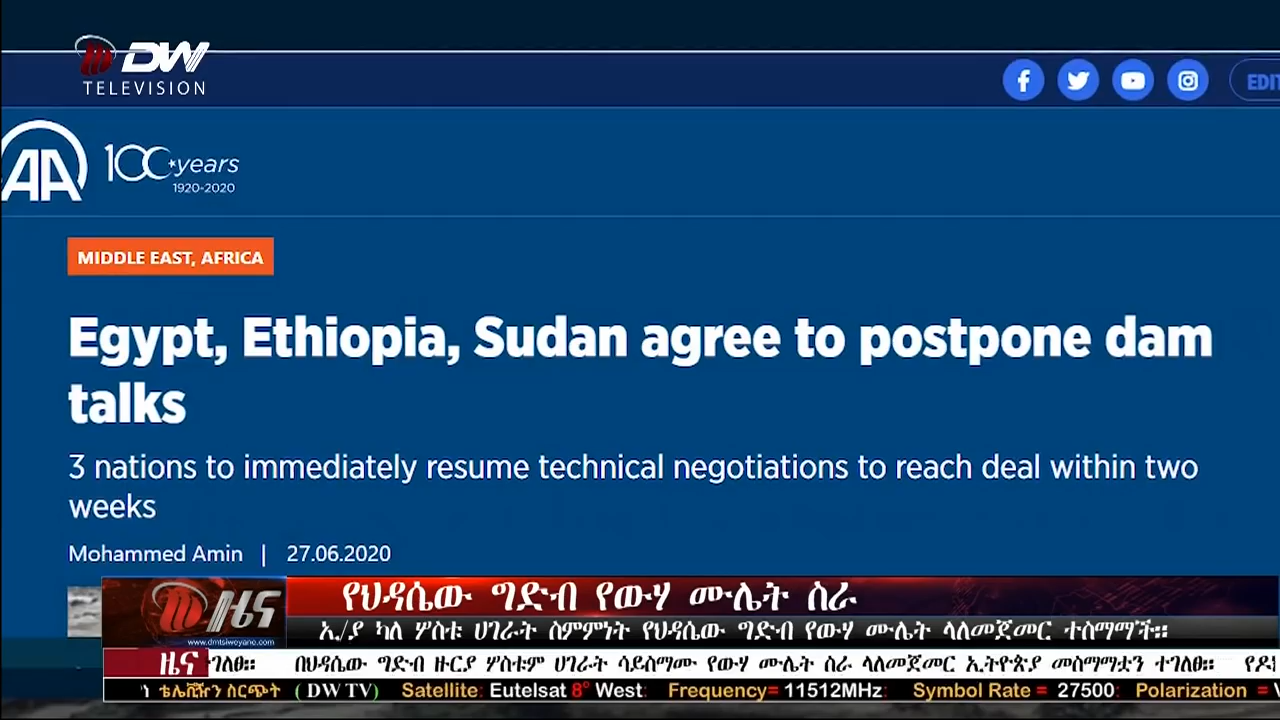 DW
TELEVISION
EDI
AA 100 years
1920-2020
MIDDLE EAST, AFRICA
Egypt, Ethiopia, Sudan agree to postpone dam
talks
3 nations to immediately resume technical negotiations to reach deal within two
weeks
Mohammed Amin | 27.06.2020
ዜና
www.dmtsiweyane.com
የህዳሴው ግድብ የውሃ ሙሌት ስራ
ኢ/ያ ካለ ሦስቱ ሀገራት ስምምነት የህዳሴው ግድብ የውሃ ሙሌት ላለመጀመር ተስማማች።
ዜና
ገለፀ። በህዳሴው ግድብ ዙርያ ሦስቱም ሀገራት ሳይስማሙ የውሃ ሙሌት ስራ ላለመጀመር ኢትዮጵያ መስማማቷን ተገለፀ።
ን ቴሌቨዥን ስርጭት ( DW TV) Satellite: Eutelsat 8° West: Frequency= 11512MHz: Symbol Rate = 27500: Polarization = V